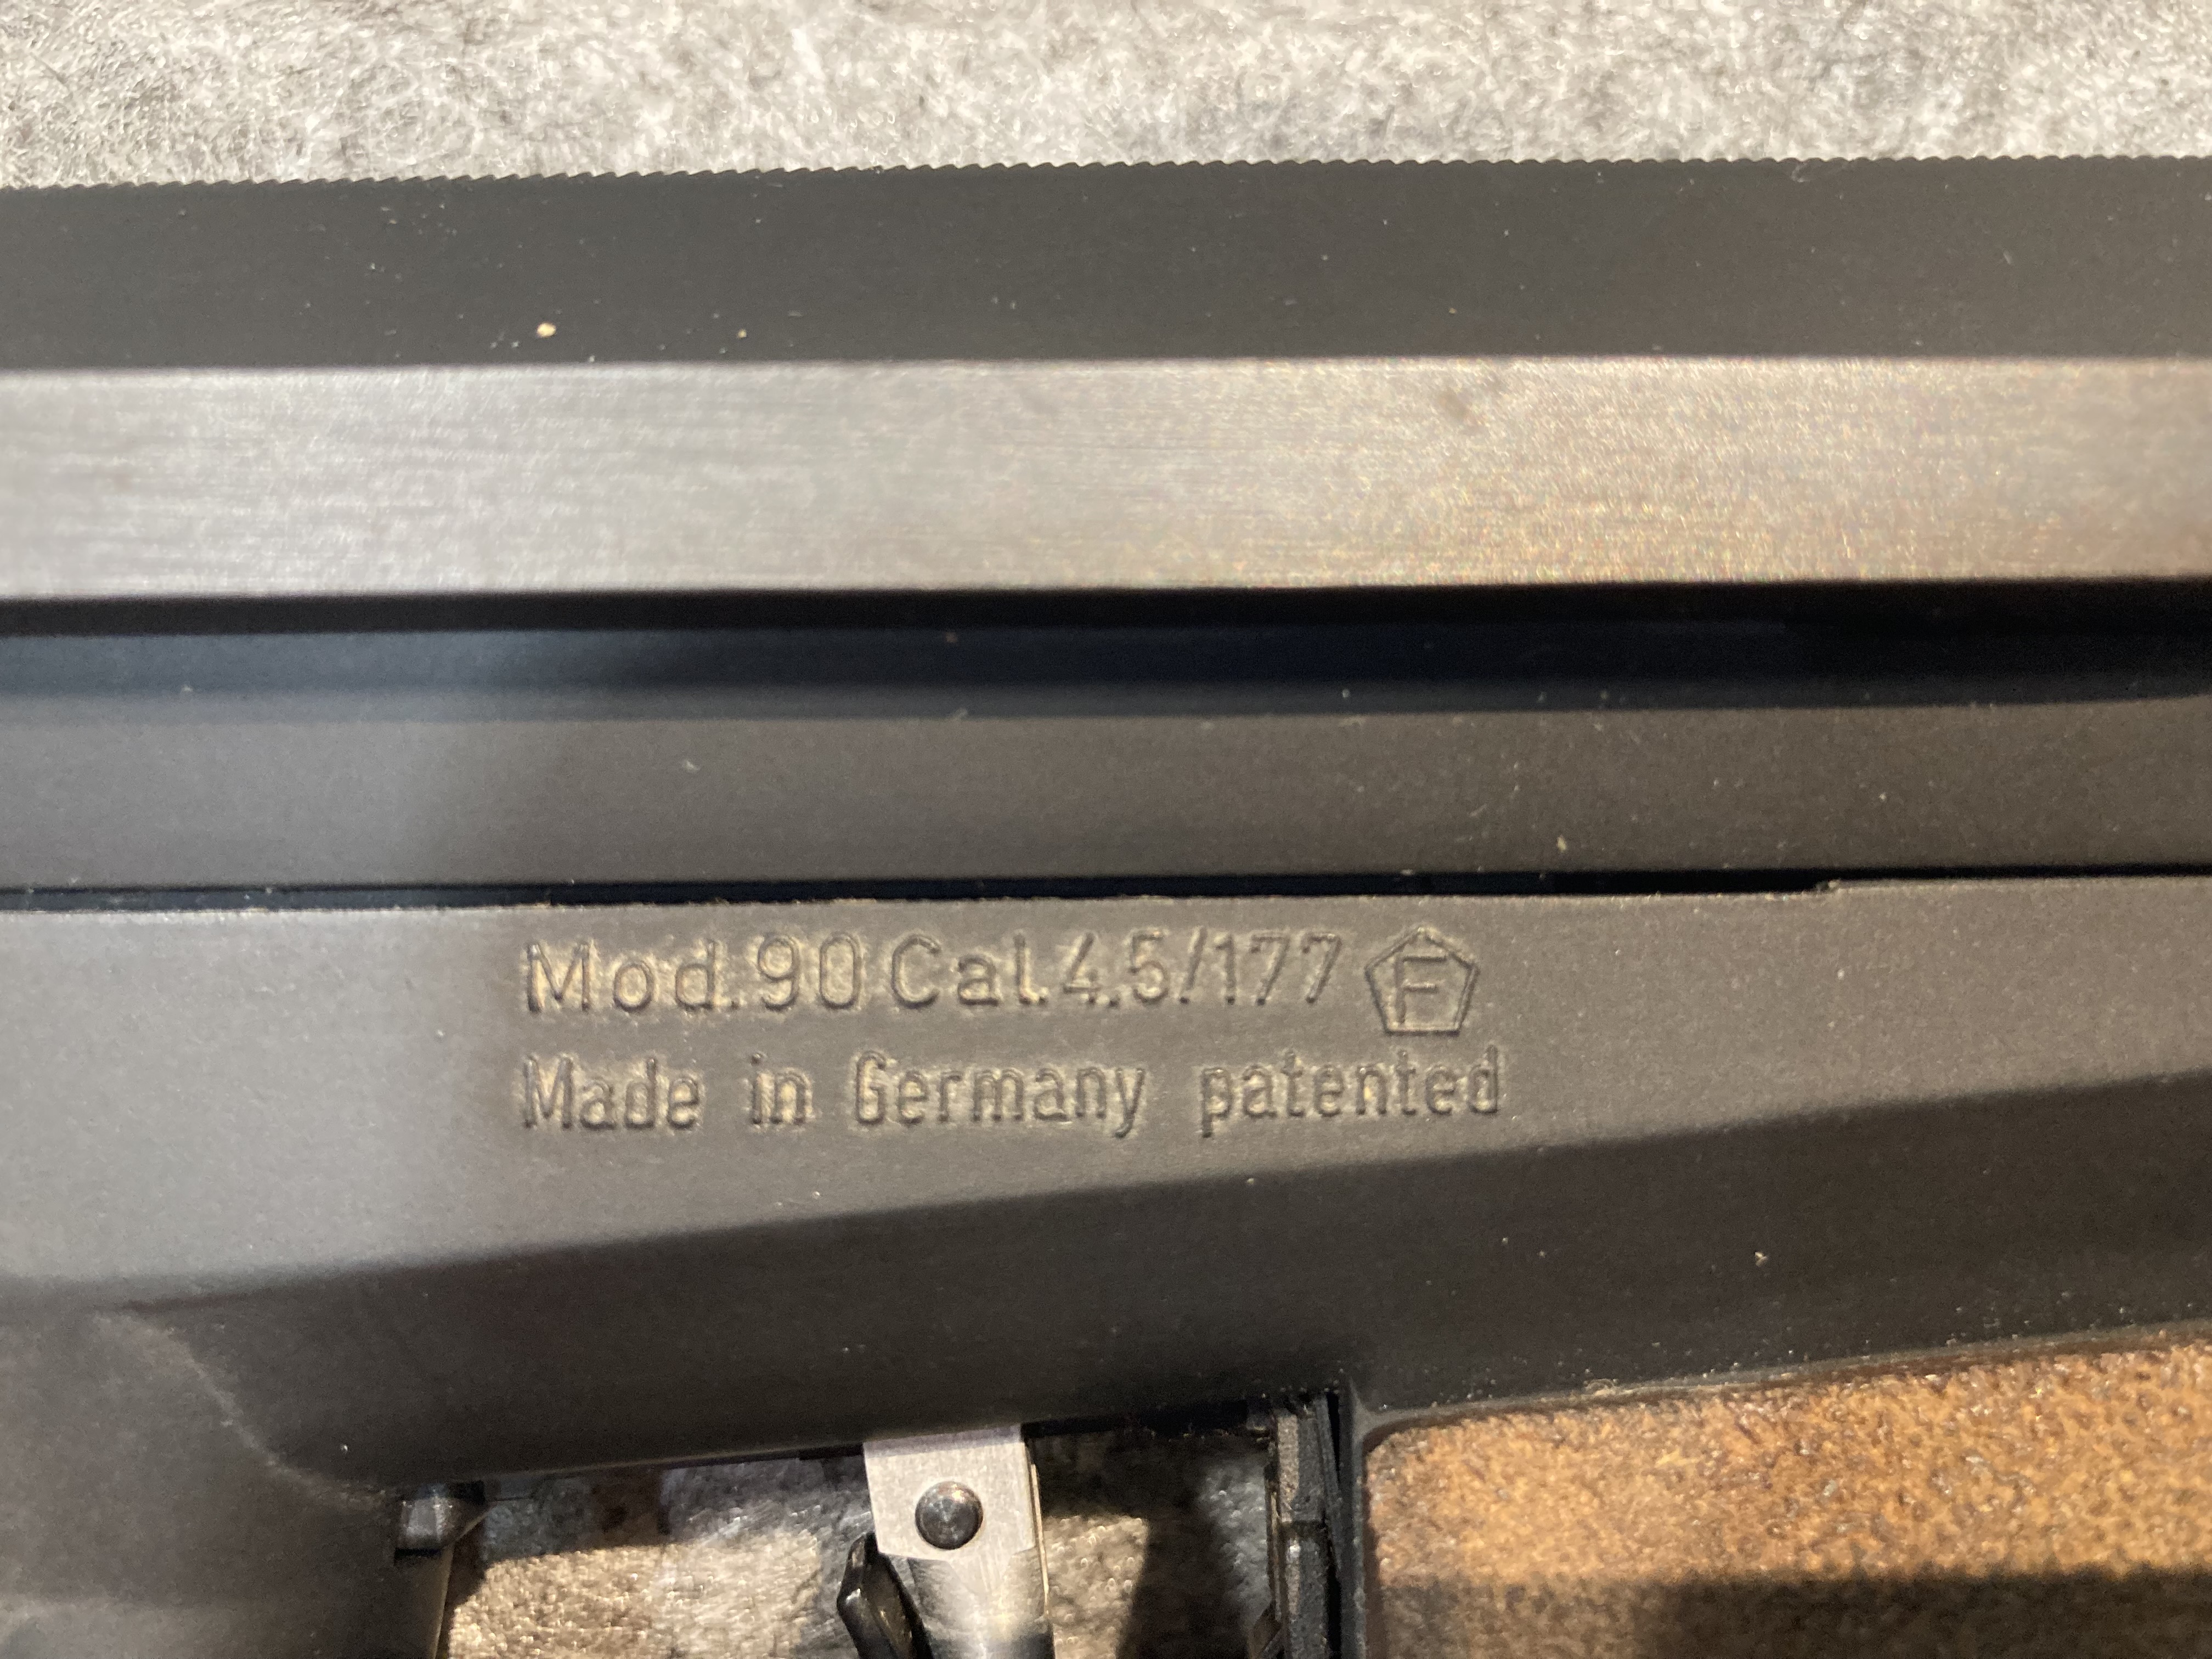 Mod.90 Cal.4,5/177 F
Made in Germany patented